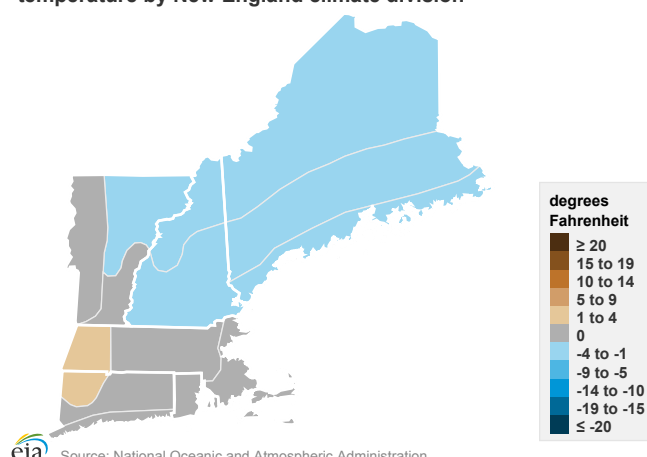 temperature by New England climate division
degrees
Fahrenheit
≥ 20
15 to 19
10 to 14
5 to 9
1 to 4
0
-4 to -1
-9 to -5
-14 to -10
-19 to -15
≤ -20
eia
Source: National Oceanic and Atmospheric Administration